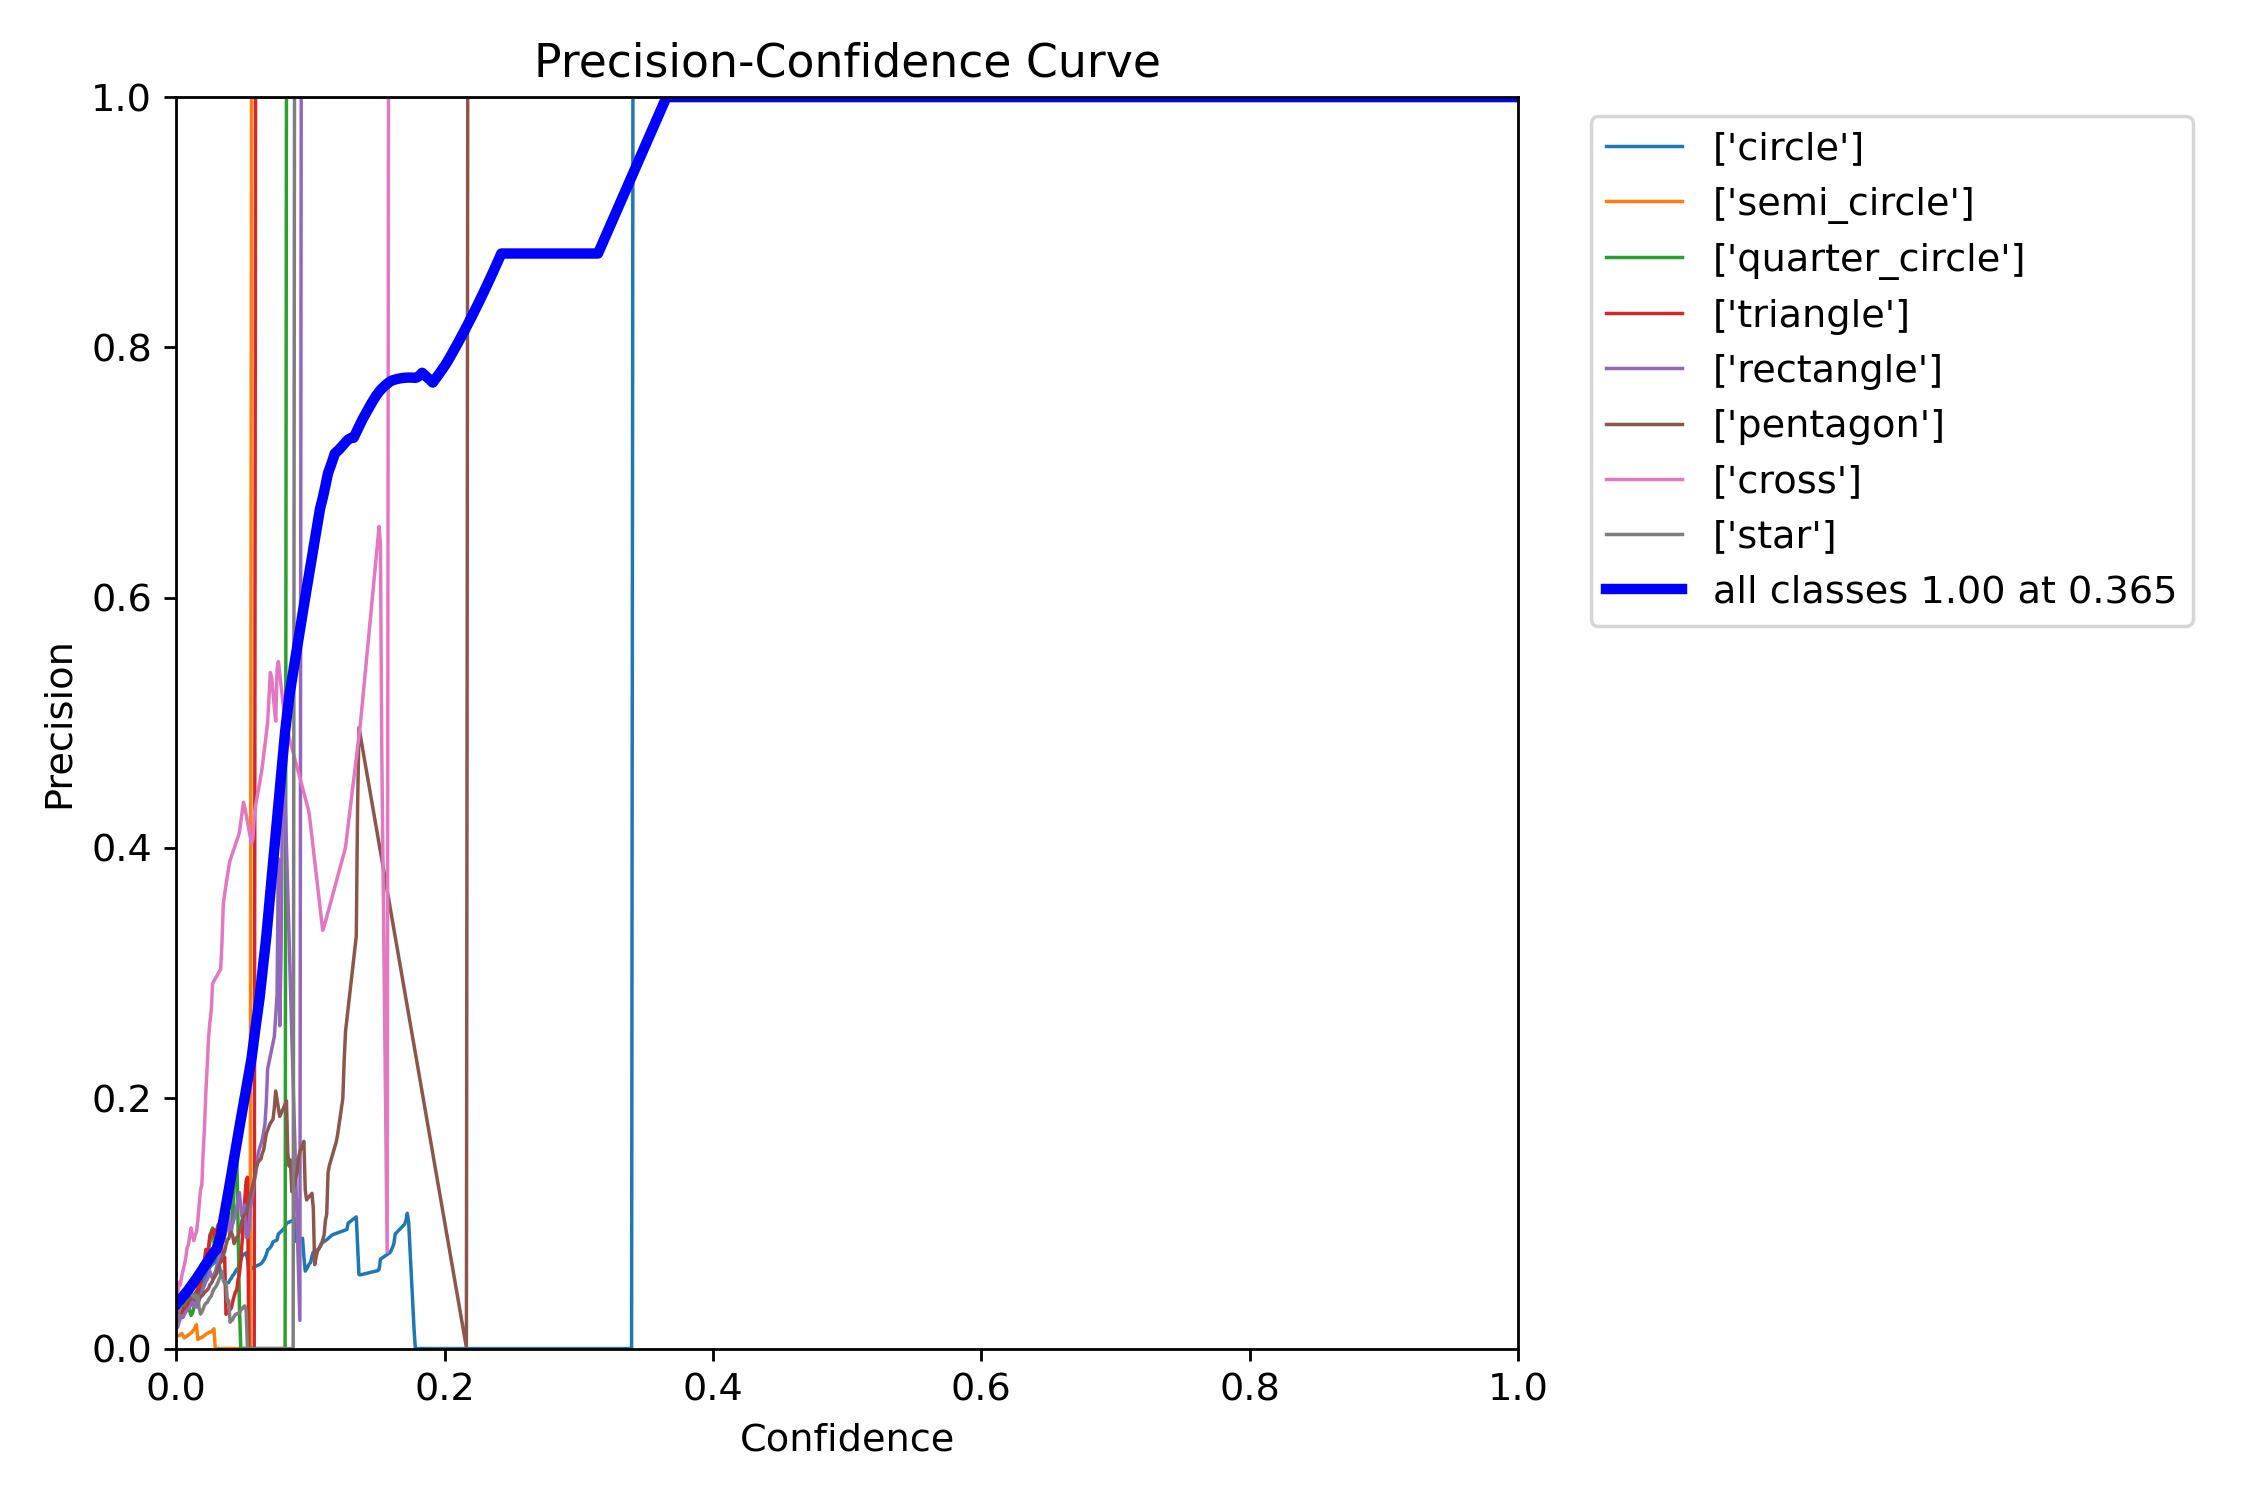 Precision-Confidence Curve
1.0
0.8
0.6
0.4
0.2
0.0
Precision
0.0 0.2 0.4 0.6 0.8 1.0
Confidence
['circle']
['semi_circle']
['quarter_circle']
['triangle']
['rectangle']
['pentagon']
['cross']
['star']
all classes 1.00 at 0.365